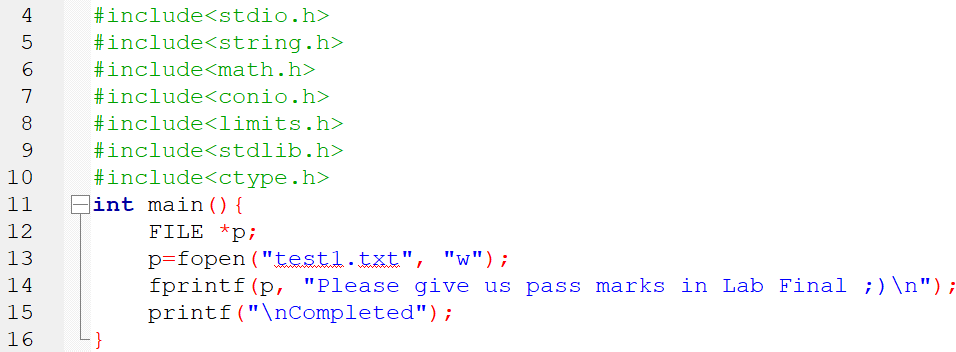 4 #include<stdio.h>
5 #include<string.h>
6 #include<math.h>
7 #include<conio.h>
8 #include<limits.h>
9 #include<stdlib.h>
10 #include<ctype.h>
11 int main(){
12 FILE *p;
13 p=fopen("test1.txt", "w");
14 fprintf(p, "Please give us pass marks in Lab Final ;)\n");
15 printf("\nCompleted");
16 }